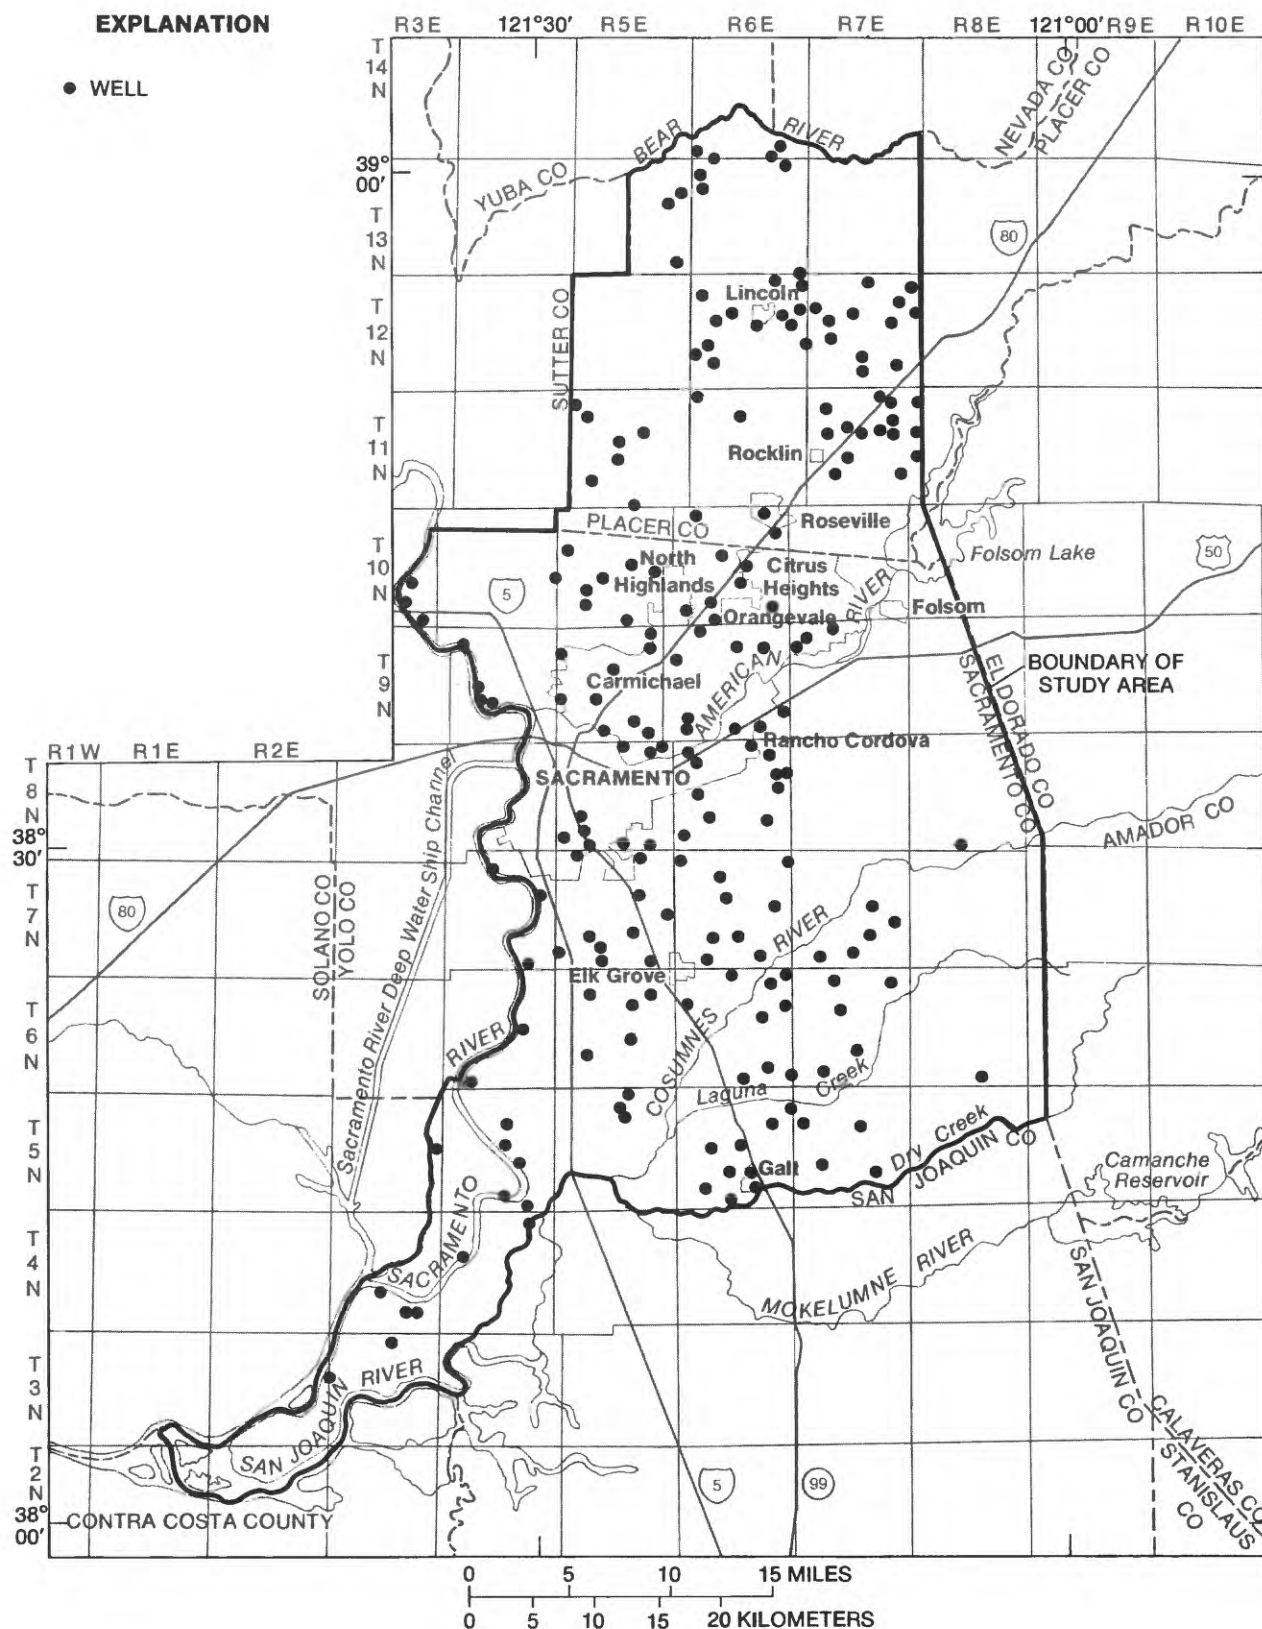 EXPLANATION
WELL
R3E
121°30'
R5E
R6E
R7E
R8E
121°00'
R9E
R10E
T
14
N
39°
00'
T
13
N
T
12
N
T
11
N
T
10
N
T
9
N
NEVADA CO
PLACER CO
BEAR
RIVER
YUBA CO
80
Lincoln
SUTTER CO
Rocklin
PLACER CO
Roseville
Folsom Lake
50
North
Highlands
Citrus
Heights
5
Orangevale
RIVER
Folsom
AMERICAN
Carmichael
BOUNDARY OF
STUDY AREA
EL DORADO CO
SACRAMENTO CO
R1W
R1E
R2E
Rancho Cordova
SACRAMENTO
T
8
N
38°
30'
T
7
N
T
6
N
T
5
N
T
4
N
T
3
N
T
2
N
38°
00'
AMADOR CO
Sacramento River Deep Water Ship Channel
80
SOLANO CO
YOLO CO
RIVER
Elk Grove
COSUMNES
RIVER
Laguna
Creek
Dry Creek
SAN JOAQUIN CO
Galt
Camanche
Reservoir
SACRAMENTO
MOKELUMNE
RIVER
SAN JOAQUIN CO
RIVER
SAN JOAQUIN
CALAVERAS CO
STANISLAUS
CO
5
99
CONTRA COSTA COUNTY
0 5 10 15 MILES
0 5 10 15 20 KILOMETERS